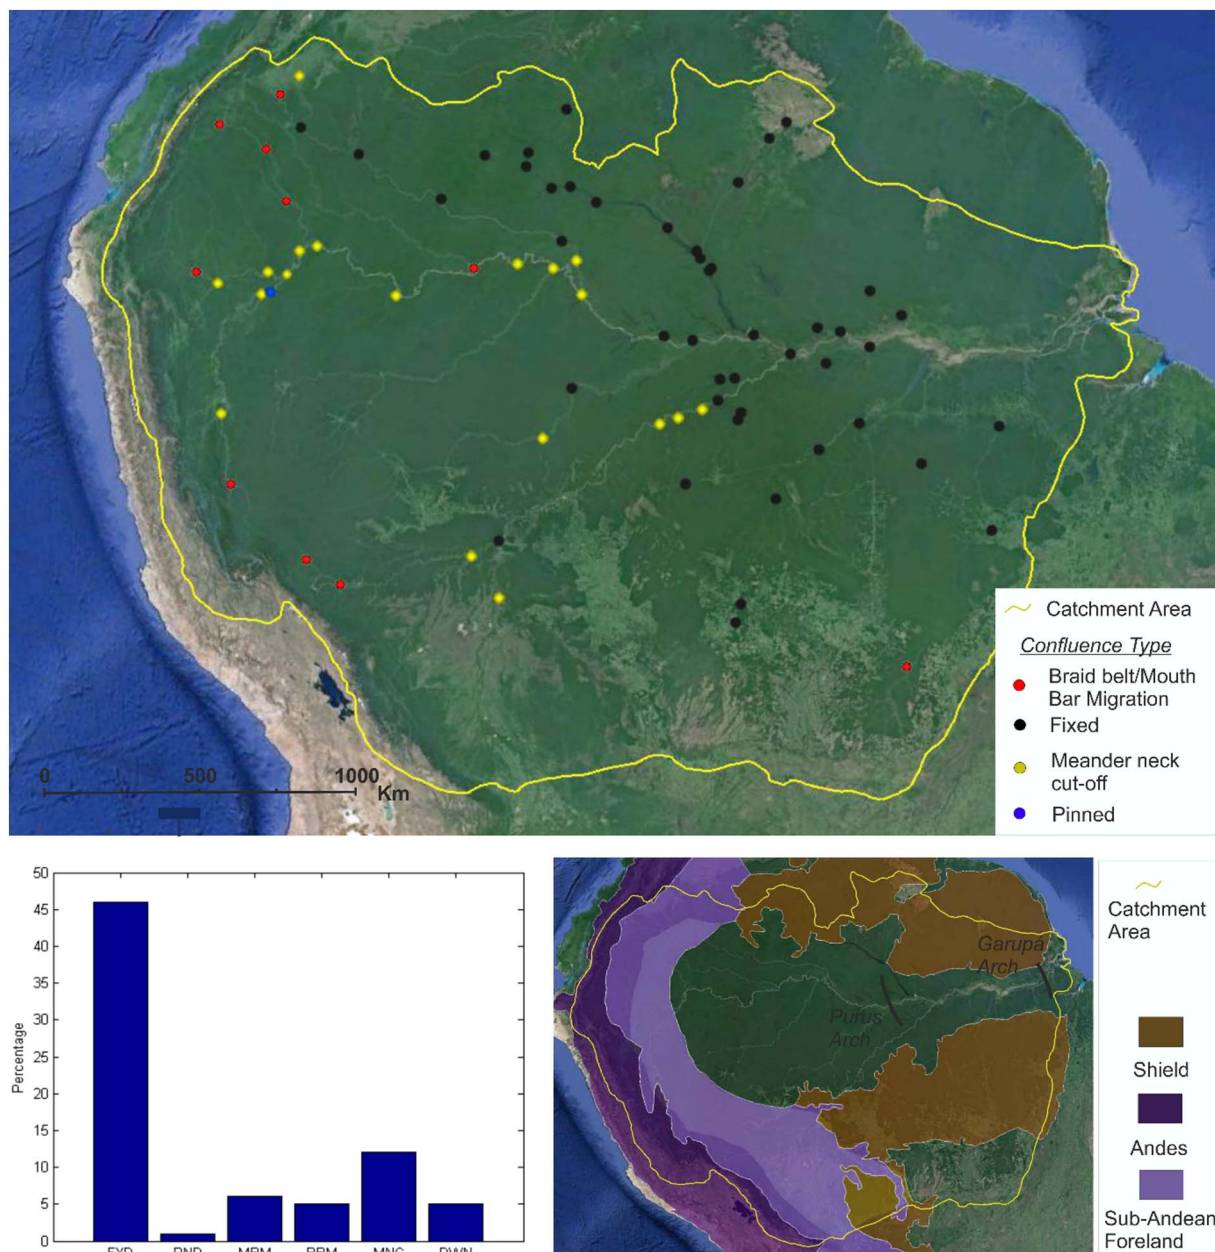 Catchment Area
Confluence Type
Braid belt/Mouth
Bar Migration
Fixed
Meander neck
cut-off
Pinned
0 500 1000
Km
50
45
40
35
30
25
20
15
10
5
0
Percentage
Garupá
Arch
Purus
Arch
Catchment
Area
Shield
Andes
Sub-Andean
Foreland